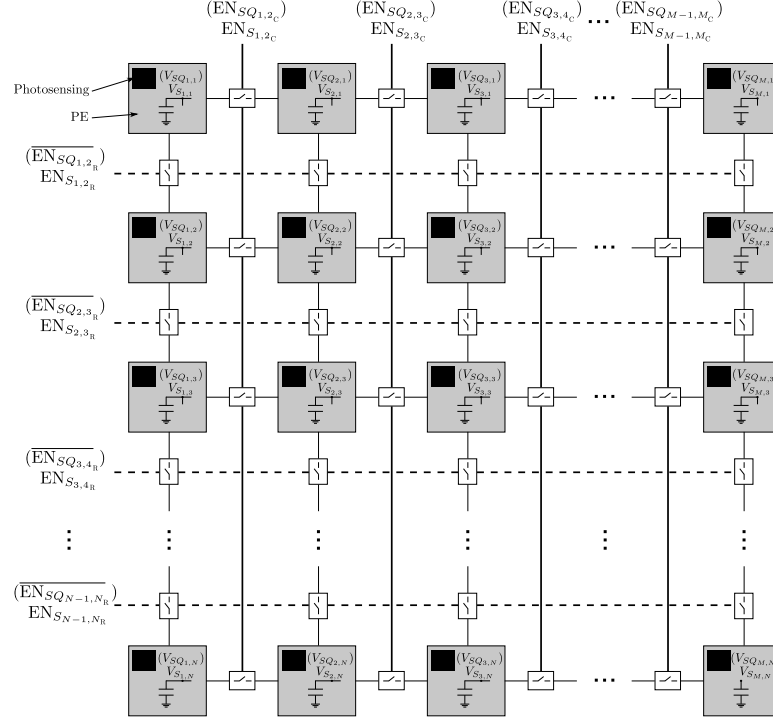 (EN_{SQ_{1,2_C}}) (EN_{SQ_{2,3_C}}) (EN_{SQ_{3,4_C}}) ··· (EN_{SQ_{M−1,M_C}})
EN_{S_{1,2_C}} EN_{S_{2,3_C}} EN_{S_{3,4_C}} EN_{S_{M−1,M_C}}
(V_{SQ_{1,1}}) (V_{SQ_{2,1}}) (V_{SQ_{3,1}}) (V_{SQ_{M,1}})
Photosensing V_{S_{1,1}} V_{S_{2,1}} V_{S_{3,1}} ··· V_{S_{M,1}}
PE
(\overline{EN_{SQ_{1,2_R}}})
EN_{S_{1,2_R}}
(V_{SQ_{1,2}}) (V_{SQ_{2,2}}) (V_{SQ_{3,2}}) (V_{SQ_{M,2}})
V_{S_{1,2}} V_{S_{2,2}} V_{S_{3,2}} ··· V_{S_{M,2}}
(\overline{EN_{SQ_{2,3_R}}})
EN_{S_{2,3_R}}
(V_{SQ_{1,3}}) (V_{SQ_{2,3}}) (V_{SQ_{3,3}}) (V_{SQ_{M,3}})
V_{S_{1,3}} V_{S_{2,3}} V_{S_{3,3}} ··· V_{S_{M,3}}
(\overline{EN_{SQ_{3,4_R}}})
EN_{S_{3,4_R}}
⋮ ⋮ ⋮ ⋮ ⋮ ⋮
(\overline{EN_{SQ_{N−1,N_R}}})
EN_{S_{N−1,N_R}}
(V_{SQ_{1,N}}) (V_{SQ_{2,N}}) (V_{SQ_{3,N}}) (V_{SQ_{M,N}})
V_{S_{1,N}} V_{S_{2,N}} V_{S_{3,N}} ··· V_{S_{M,N}}